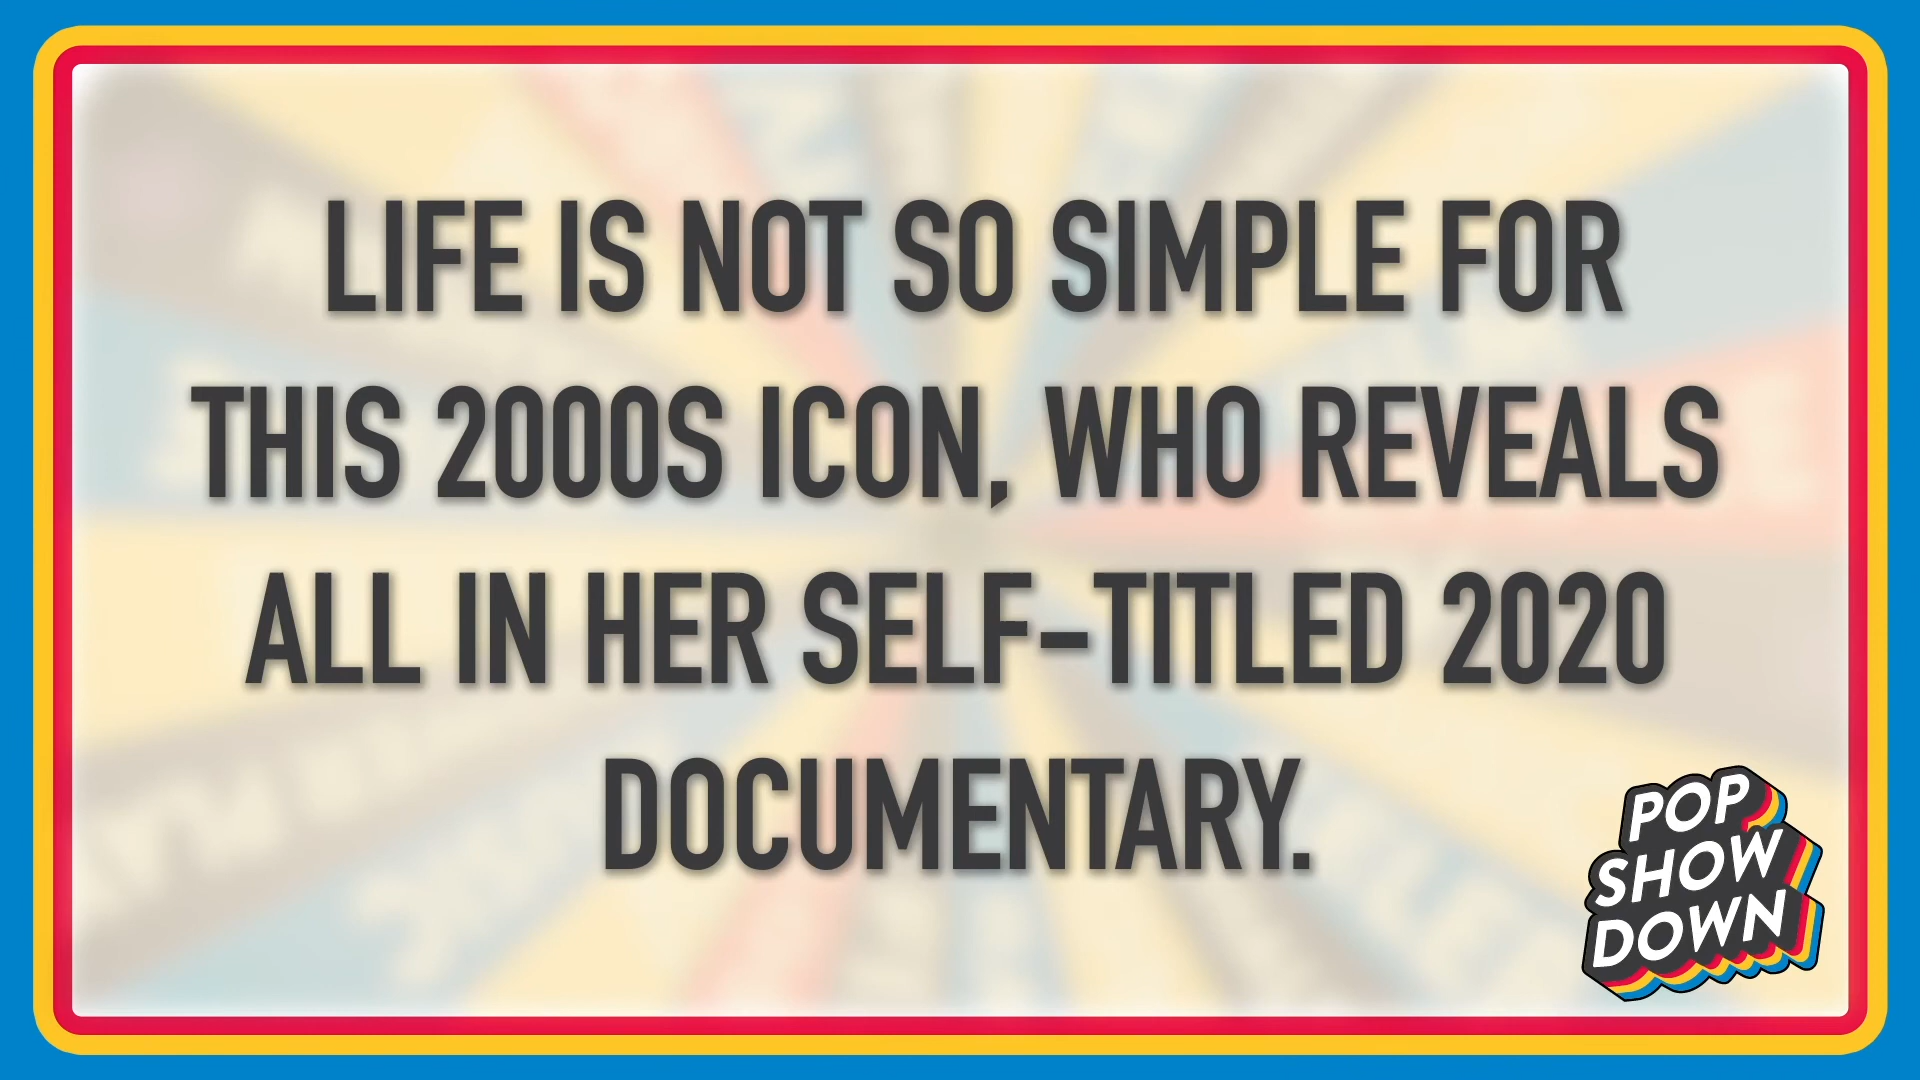 LIFE IS NOT SO SIMPLE FOR
THIS 2000S ICON, WHO REVEALS
ALL IN HER SELF-TITLED 2020
DOCUMENTARY.
POP
SHOW
DOWN